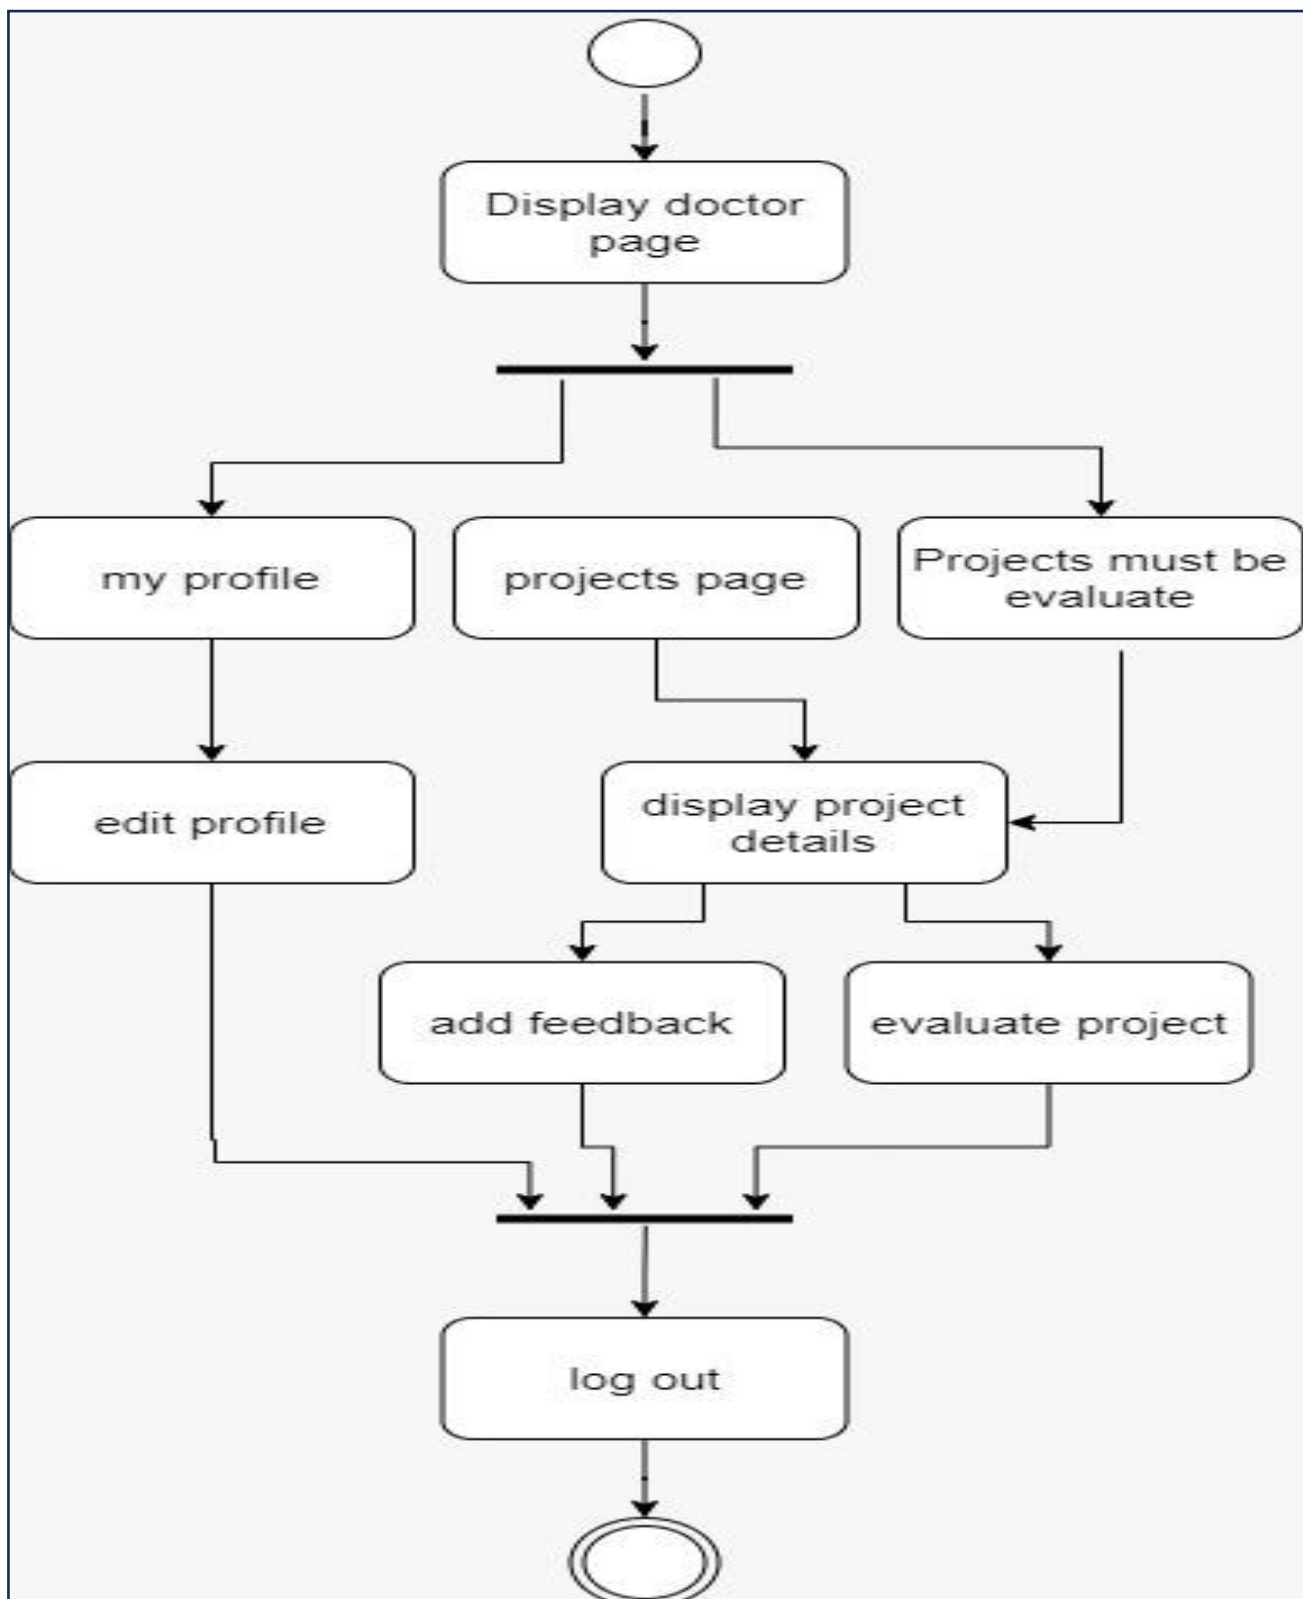 Display doctor
page
my profile
projects page
Projects must be
evaluate
edit profile
display project
details
add feedback
evaluate project
log out